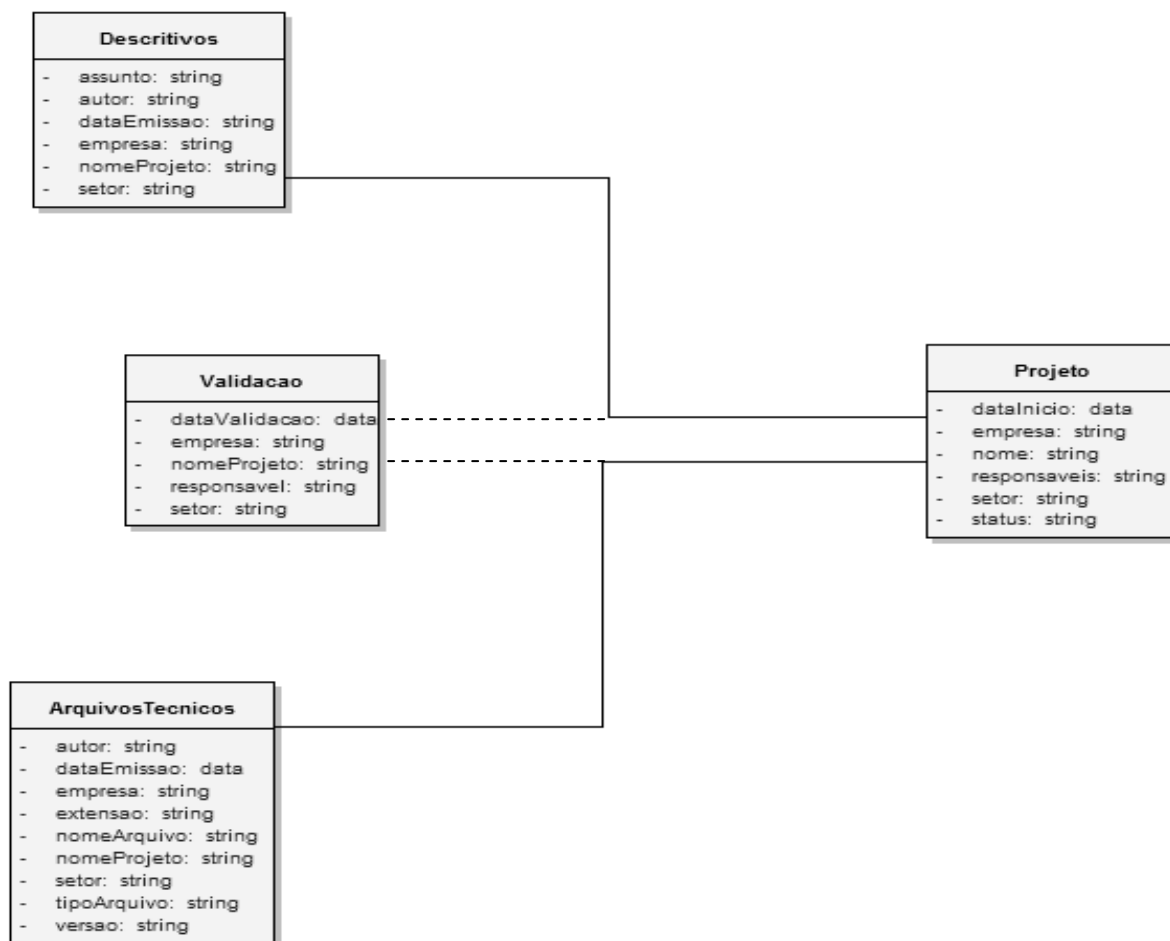 Descritivos
- assunto: string
- autor: string
- dataEmissao: string
- empresa: string
- nomeProjeto: string
- setor: string
Validacao
- dataValidacao: data
- empresa: string
- nomeProjeto: string
- responsavel: string
- setor: string
Projeto
- dataInicio: data
- empresa: string
- nome: string
- responsaveis: string
- setor: string
- status: string
ArquivosTecnicos
- autor: string
- dataEmissao: data
- empresa: string
- extensao: string
- nomeArquivo: string
- nomeProjeto: string
- setor: string
- tipoArquivo: string
- versao: string